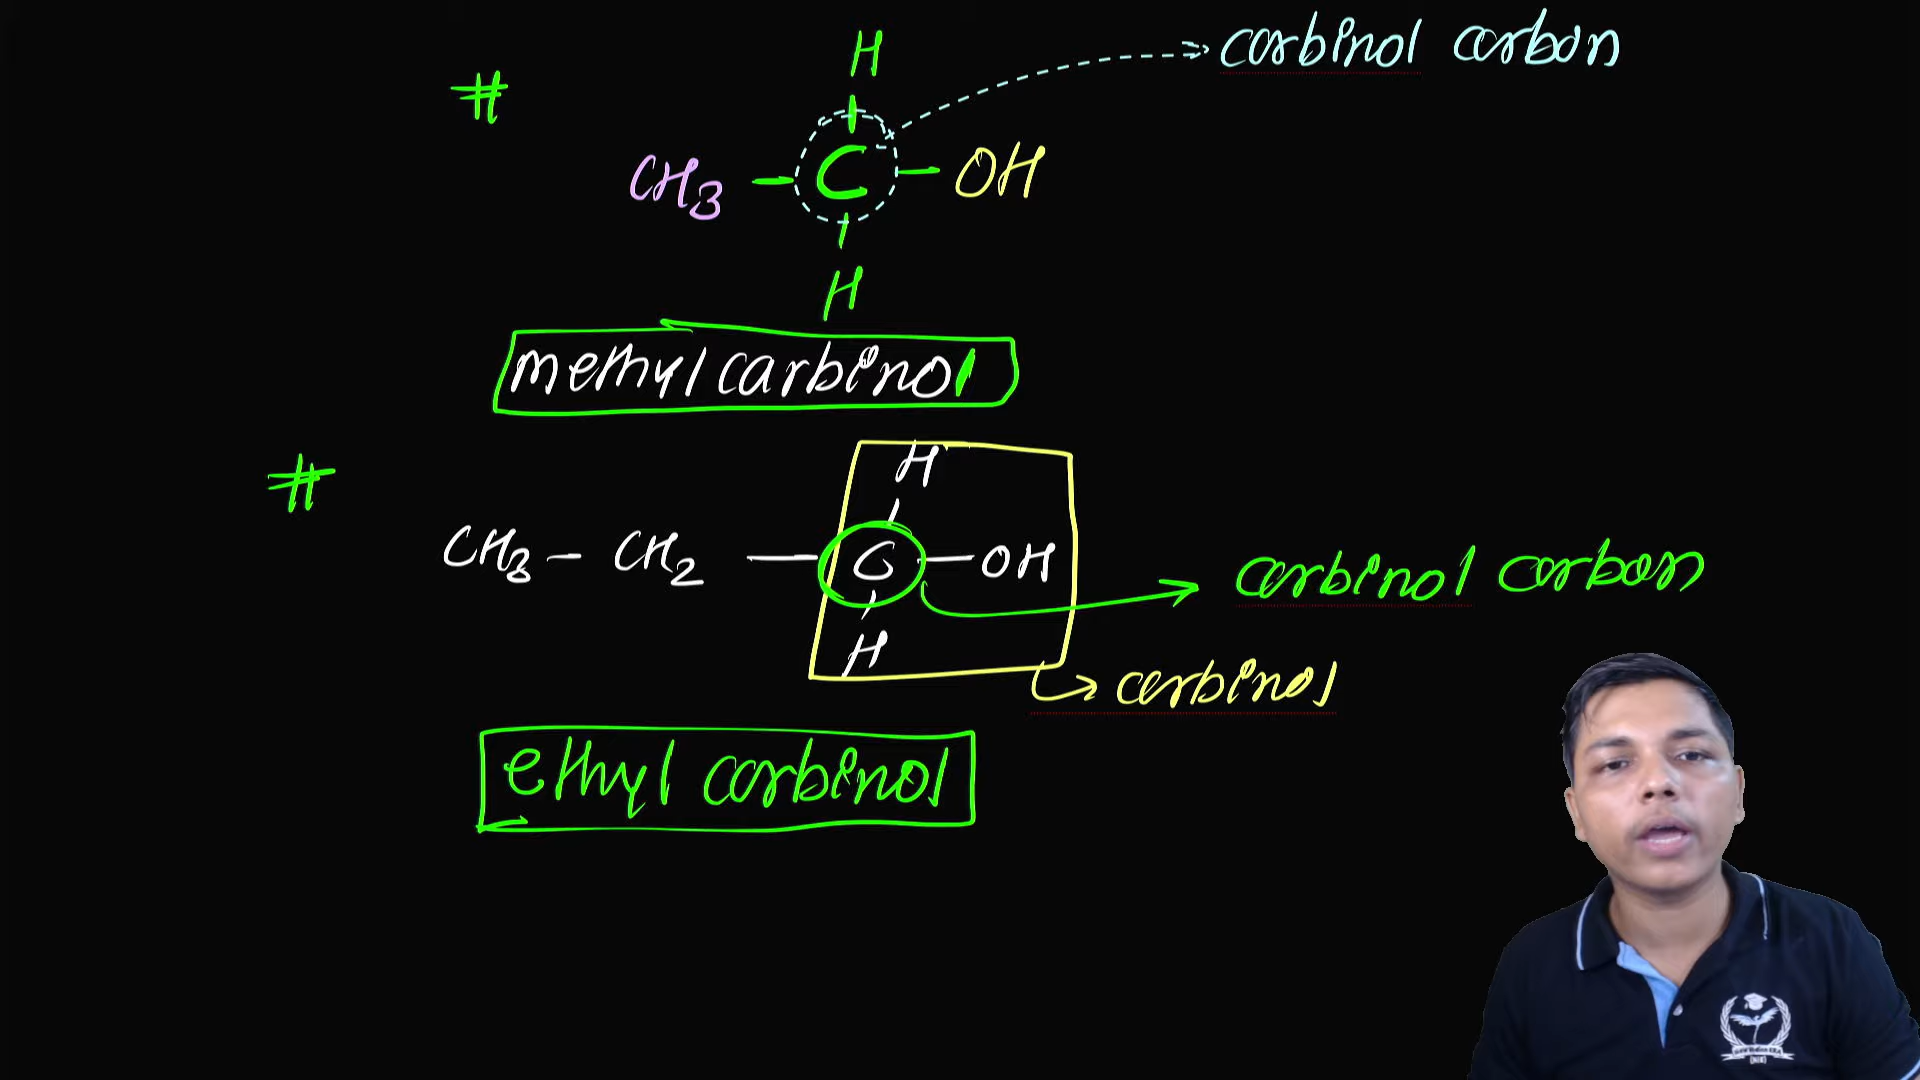 carbinol carbon
#
H
CH3 - C - OH
H
methyl carbinol
#
H
CH3 - CH2 - C - OH
H
carbinol carbon
carbinol
ethyl carbinol